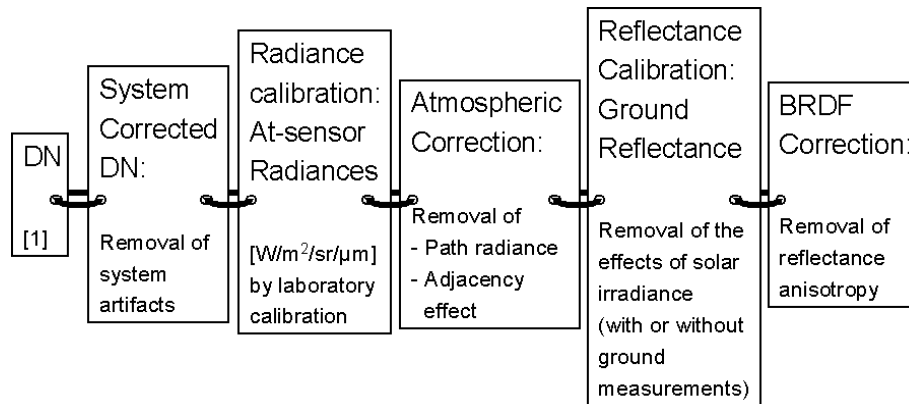 DN
[1]
System
Corrected
DN:
Removal of
system
artifacts
Radiance
calibration:
At-sensor
Radiances
[W/m²/sr/µm]
by laboratory
calibration
Atmospheric
Correction:
Removal of
- Path radiance
- Adjacency
effect
Reflectance
Calibration:
Ground
Reflectance
Removal of the
effects of solar
irradiance
(with or without
ground
measurements)
BRDF
Correction:
Removal of
reflectance
anisotropy